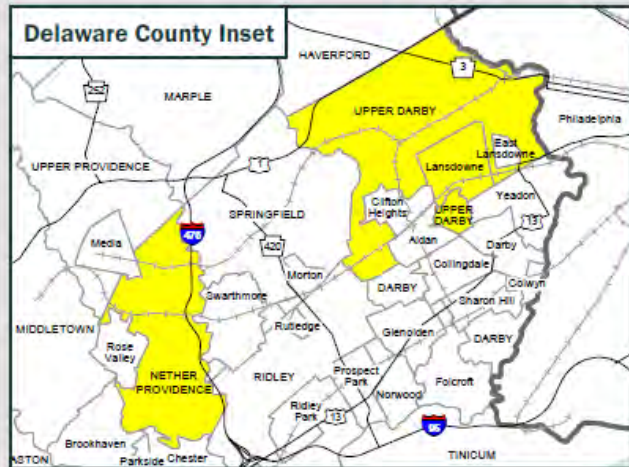 Delaware County Inset
HAVERFORD
3
252
MARPLE
UPPER DARBY
Philadelphia
East
Lansdowne
Lansdowne
UPPER PROVIDENCE
1
Yeadon
Clifton
Heights
UPPER
DARBY
SPRINGFIELD
13
476
420
Aldan
Darby
Media
Collingdale
Morton
Colwyn
Swarthmore
DARBY
Sharon Hill
MIDDLETOWN
Rutledge
Glenolden
DARBY
Rose
Valley
Prospect
Park
NETHER
PROVIDENCE
RIDLEY
Folcroft
Norwood
Ridley
Park
13
95
Brookhaven
ASTON
Parkside
Chester
TINICUM